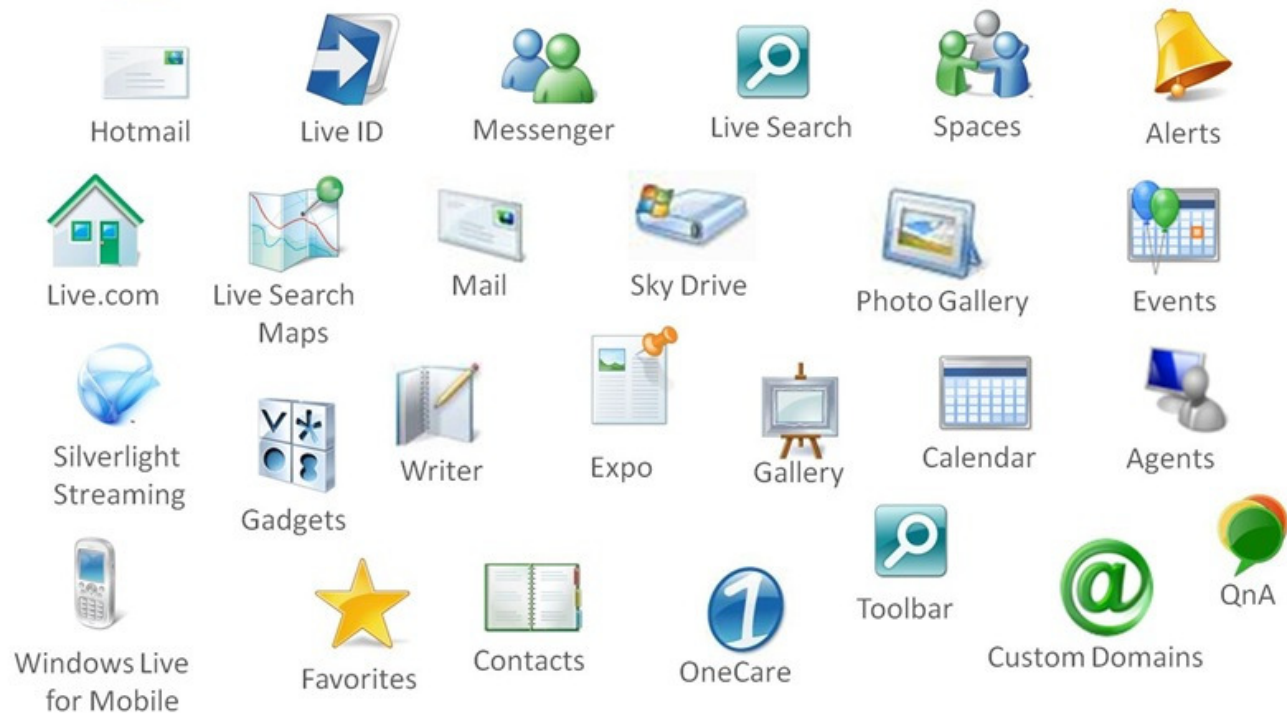 Hotmail
Live ID
Messenger
Live Search
Spaces
Alerts
Live.com
Live Search
Maps
Mail
Sky Drive
Photo Gallery
Events
Silverlight
Streaming
Gadgets
Writer
Expo
Gallery
Calendar
Agents
Windows Live
for Mobile
Favorites
Contacts
1
OneCare
Toolbar
@
Custom Domains
QnA